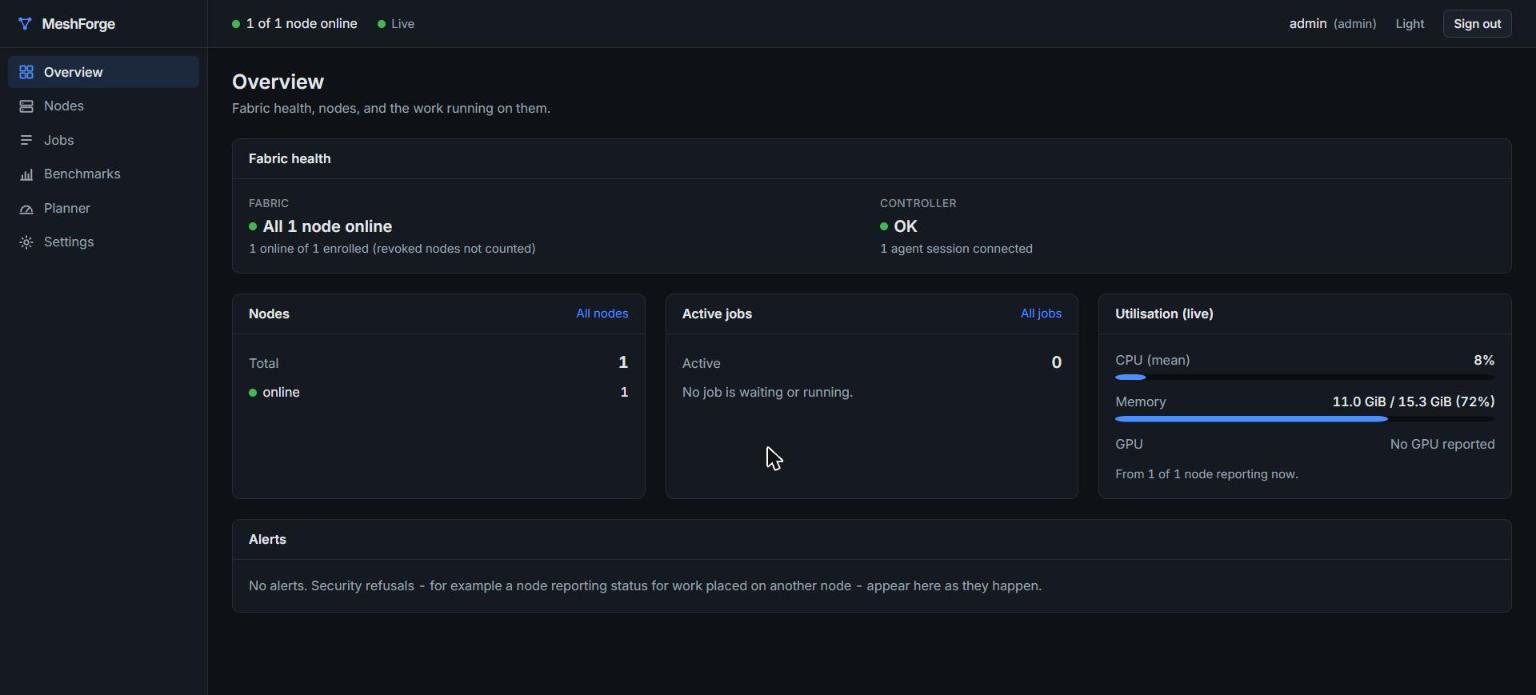 MeshForge
1 of 1 node online
Live
admin (admin)
Light
Sign out
Overview
Nodes
Jobs
Benchmarks
Planner
Settings
Overview
Fabric health, nodes, and the work running on them.
Fabric health
FABRIC
All 1 node online
1 online of 1 enrolled (revoked nodes not counted)
CONTROLLER
OK
1 agent session connected
Nodes
All nodes
Total 1
online 1
Active jobs
All jobs
Active 0
No job is waiting or running.
Utilisation (live)
CPU (mean) 8%
Memory 11.0 GiB / 15.3 GiB (72%)
GPU No GPU reported
From 1 of 1 node reporting now.
Alerts
No alerts. Security refusals - for example a node reporting status for work placed on another node - appear here as they happen.